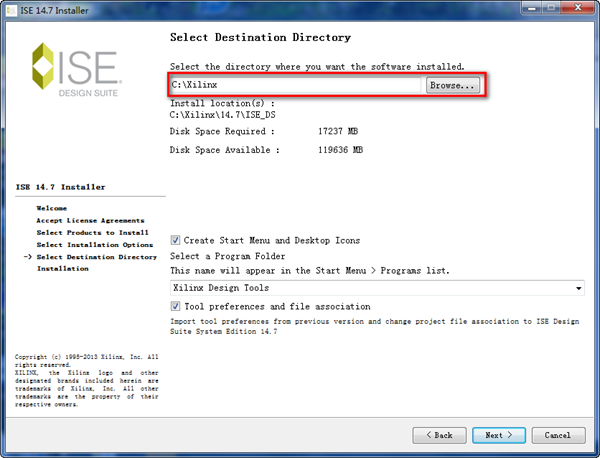 ISE 14.7 Installer
ISE
DESIGN SUITE
Select Destination Directory
Select the directory where you want the software installed.
C:\Xilinx
Browse...
Install location(s) :
C:\Xilinx\14.7\ISE_DS
Disk Space Required : 17237 MB
Disk Space Available : 119636 MB
ISE 14.7 Installer
Welcome
Accept License Agreements
Select Products to Install
Select Installation Options
-> Select Destination Directory
Installation
Create Start Menu and Desktop Icons
Select a Program Folder
This name will appear in the Start Menu > Programs list.
Xilinx Design Tools
Tool preferences and file association
Import tool preferences from previous version and change project file association to ISE Design
Suite System Edition 14.7
Copyright (c) 1995-2013 Xilinx, Inc. All
rights reserved.
XILINX, the Xilinx logo and other
designated brands included herein are
trademarks of Xilinx, Inc. All other
trademarks are the property of their
respective owners.
< Back
Next >
Cancel